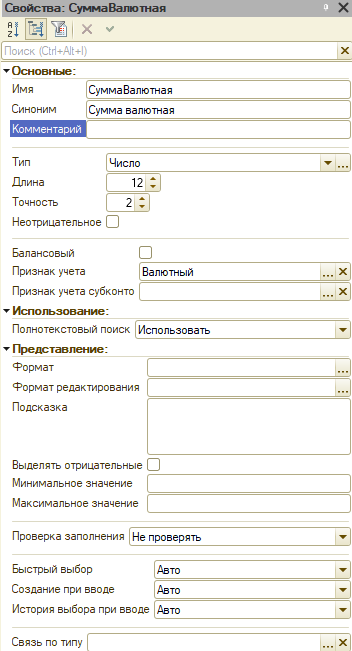 Свойства: СуммаВалютная
Поиск (Ctrl+Alt+I)
Основные:
Имя СуммаВалютная
Синоним Сумма валютная
Комментарий
Тип Число
Длина 12
Точность 2
Неотрицательное
Балансовый
Признак учета Валютный
Признак учета субконто
Использование:
Полнотекстовый поиск Использовать
Представление:
Формат
Формат редактирования
Подсказка
Выделять отрицательные
Минимальное значение
Максимальное значение
Проверка заполнения Не проверять
Быстрый выбор Авто
Создание при вводе Авто
История выбора при вводе Авто
Связь по типу